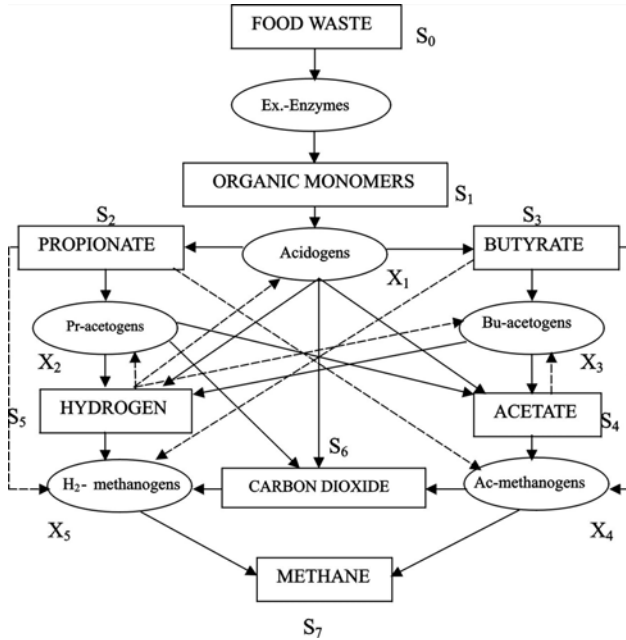 FOOD WASTE
S0
Ex.-Enzymes
ORGANIC MONOMERS
S1
S2
S3
PROPIONATE
Acidogens
BUTYRATE
X1
Pr-acetogens
Bu-acetogens
X2
X3
HYDROGEN
ACETATE
S5
S4
S6
H2- methanogens
CARBON DIOXIDE
Ac-methanogens
X5
X4
METHANE
S7